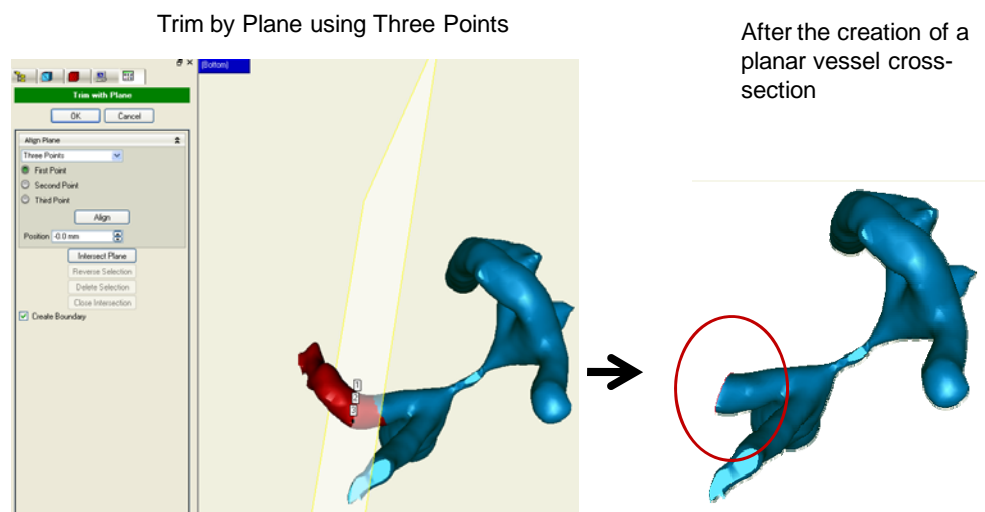 Trim by Plane using Three Points
After the creation of a
planar vessel cross-
section
(Bottom)
Trim with Plane
OK
Cancel
Align Plane
Three Points
First Point
Second Point
Third Point
Align
Position -0.0 mm
Intersect Plane
Reverse Selection
Delete Selection
Close Intersection
Create Boundary
1
2
3